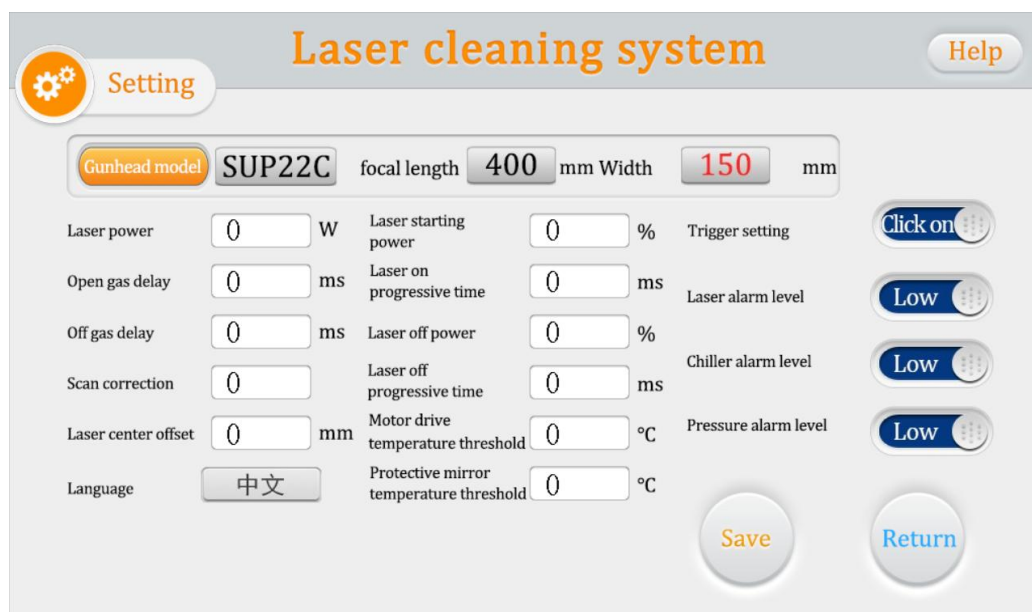 Laser cleaning system
Help
Setting
Gunhead model SUP22C focal length 400 mm Width 150 mm
Laser power 0 W
Open gas delay 0 ms
Off gas delay 0 ms
Scan correction 0
Laser center offset 0 mm
Language 中文
Laser starting
power 0 %
Laser on
progressive time 0 ms
Laser off power 0 %
Laser off
progressive time 0 ms
Motor drive
temperature threshold 0 °C
Protective mirror
temperature threshold 0 °C
Trigger setting Click on
Laser alarm level Low
Chiller alarm level Low
Pressure alarm level Low
Save
Return